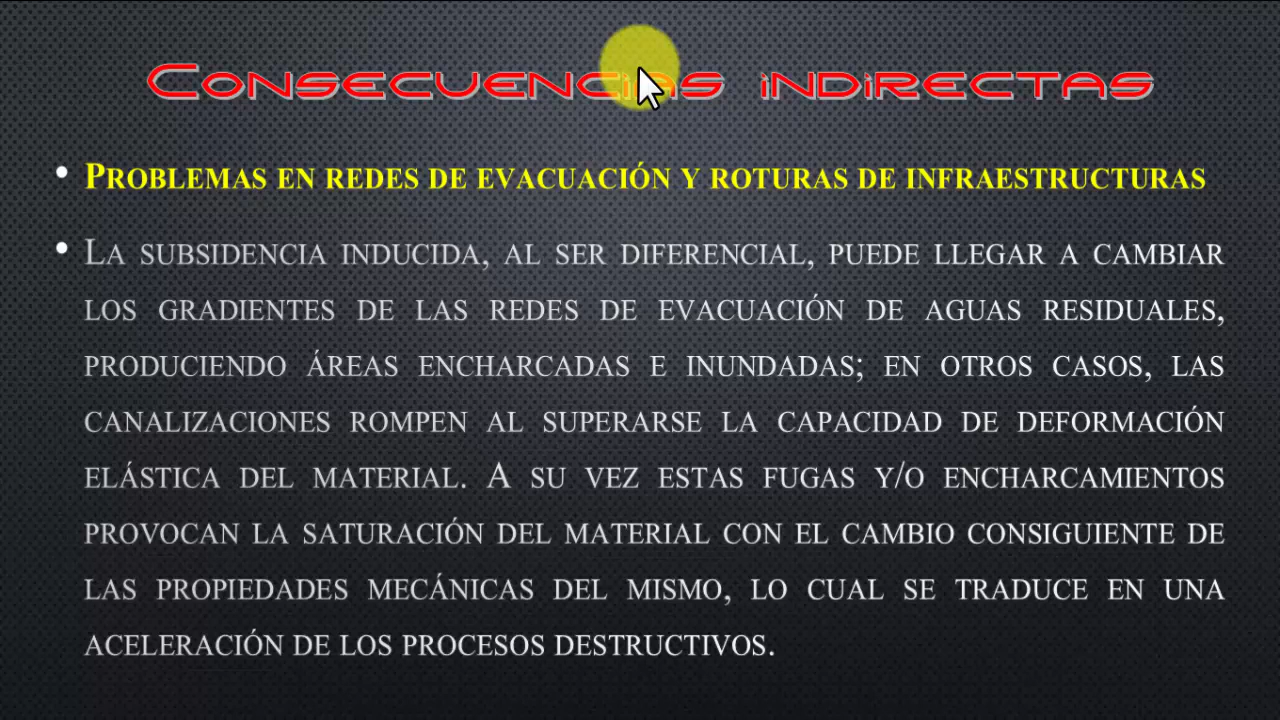 Consecuencias indirectas
• Problemas en redes de evacuación y roturas de infraestructuras
• La subsidencia inducida, al ser diferencial, puede llegar a cambiar
los gradientes de las redes de evacuación de aguas residuales,
produciendo áreas encharcadas e inundadas; en otros casos, las
canalizaciones rompen al superarse la capacidad de deformación
elástica del material. A su vez estas fugas y/o encharcamientos
provocan la saturación del material con el cambio consiguiente de
las propiedades mecánicas del mismo, lo cual se traduce en una
aceleración de los procesos destructivos.